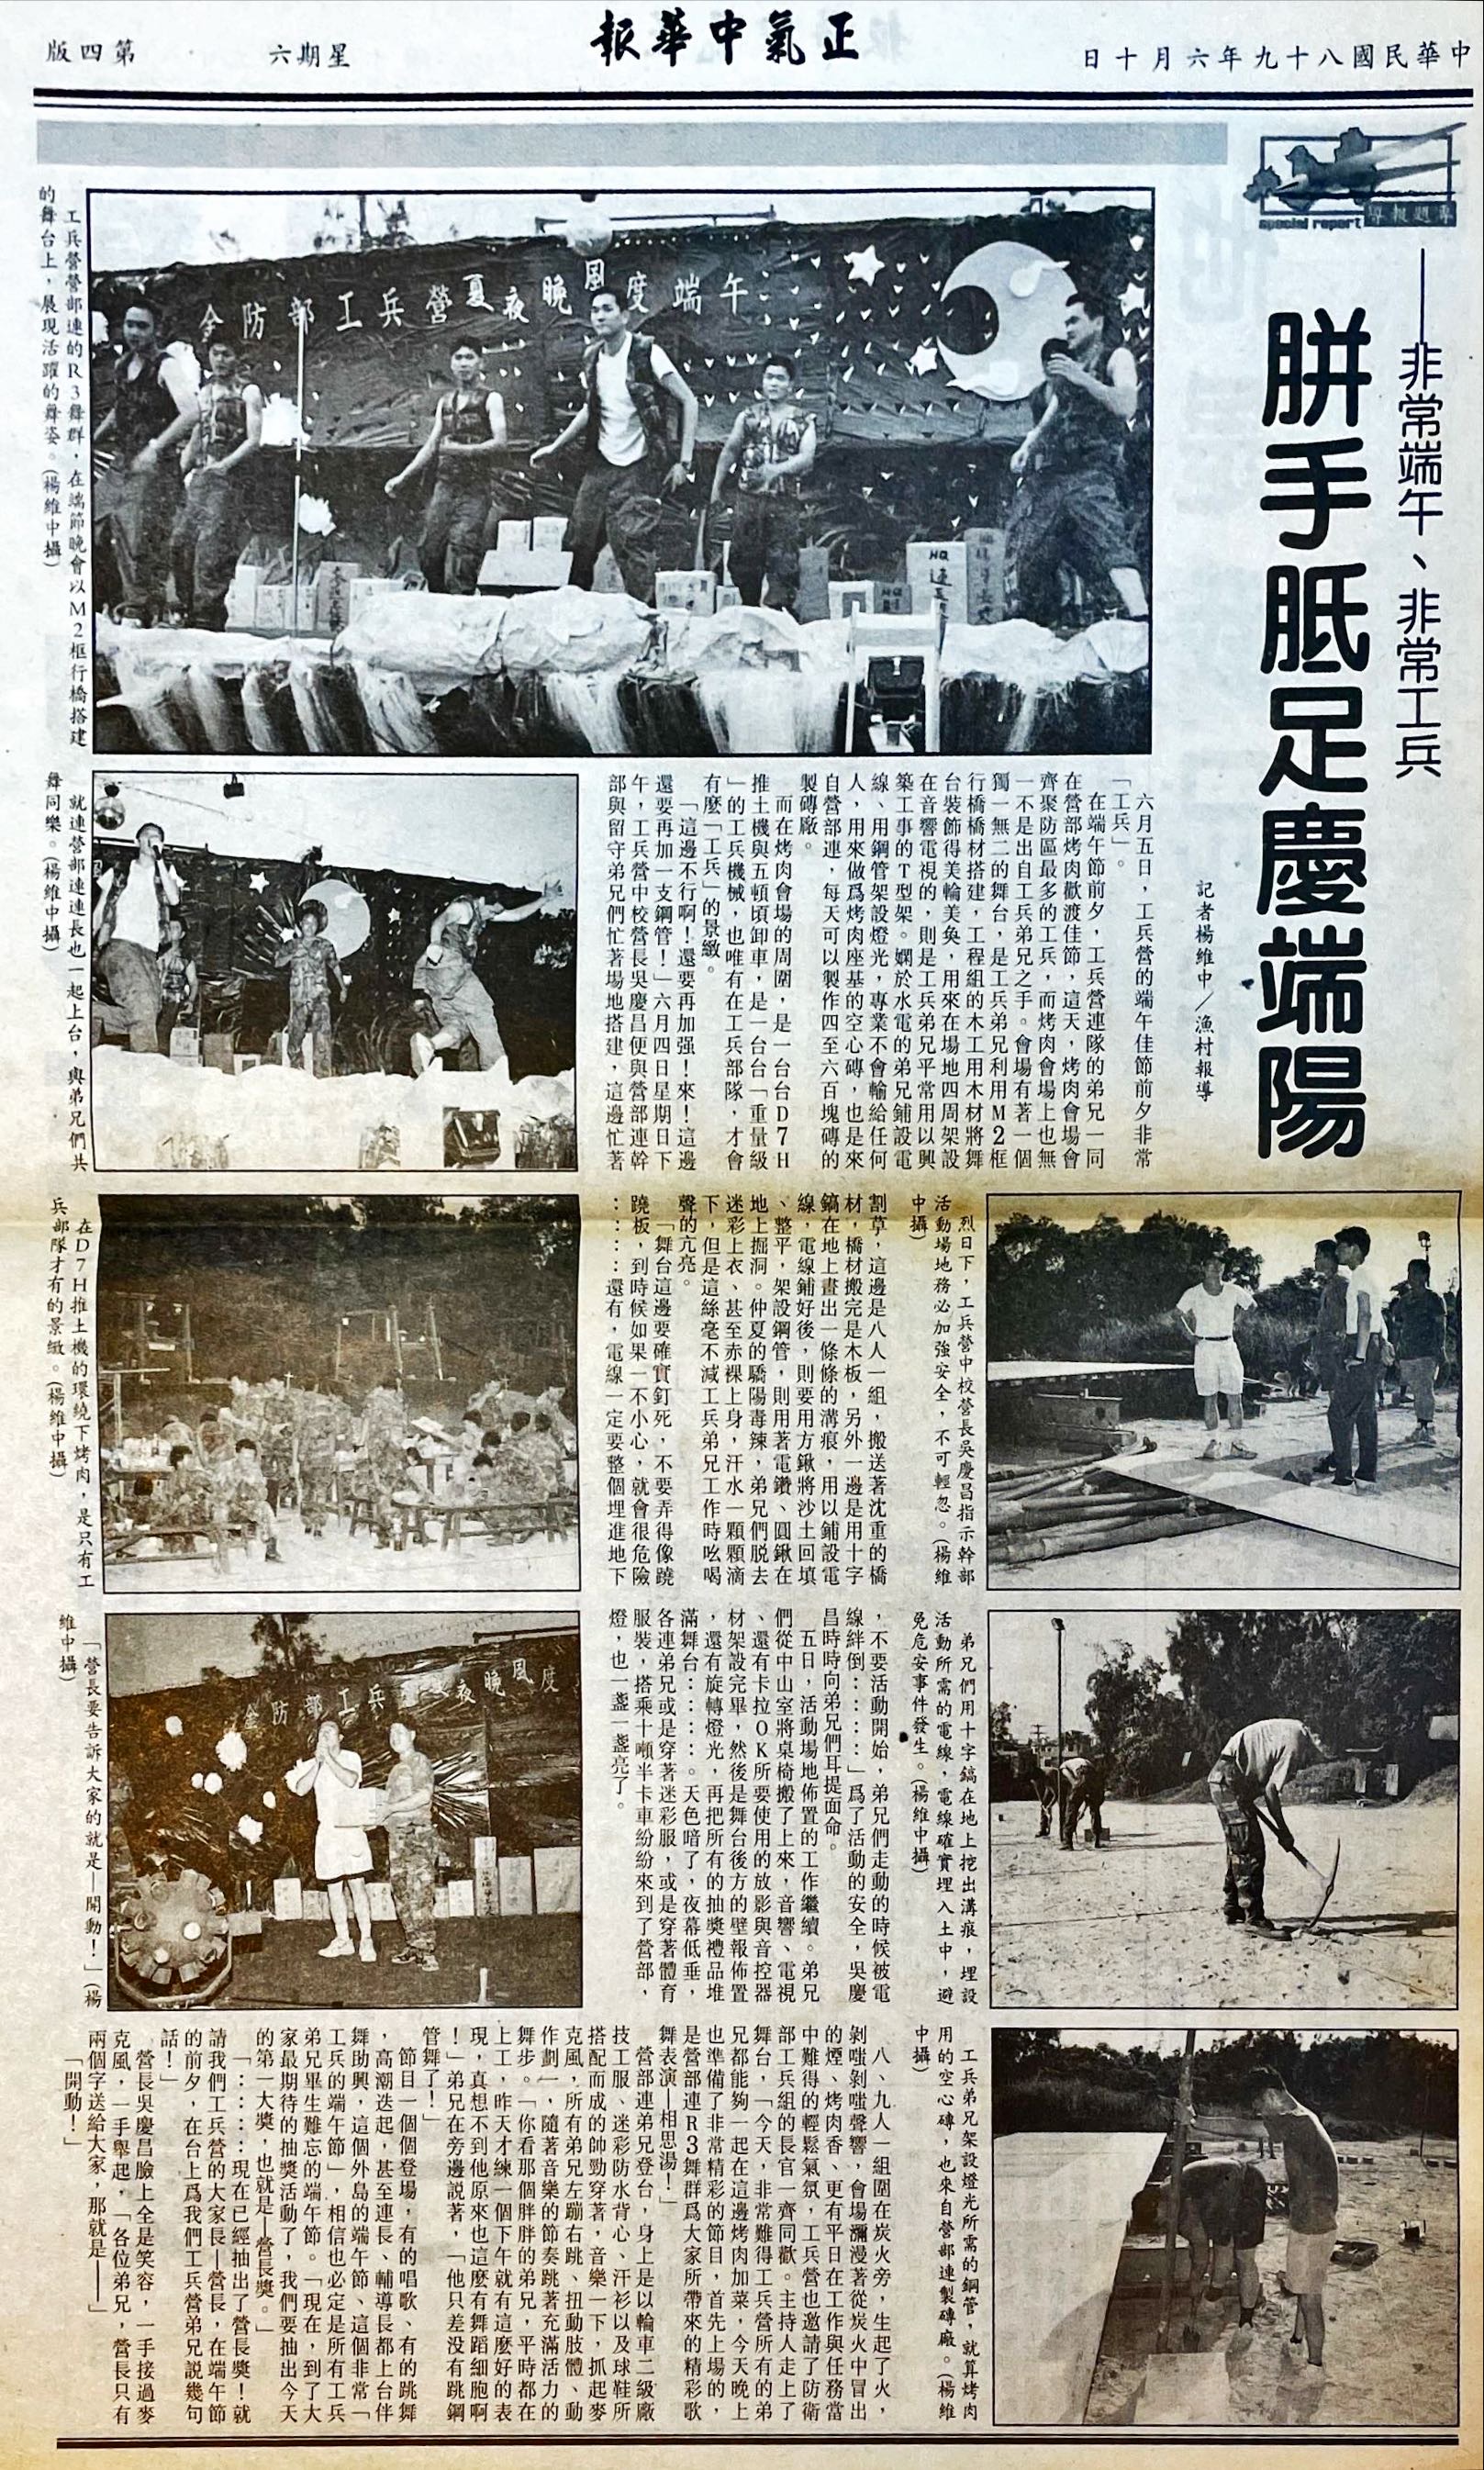 中華民國八十九年六月十日
正氣中華報
星期六
第四版
專題報導
special report
——非常端午、非常工兵
胼手胝足慶端陽
記者楊維中／漁村報導
金防部工兵營夏夜晚風度端午
工兵營營部連的R3舞群，在端節晚會以M2框行橋搭建
的舞台上，展現活躍的舞姿。（楊維中攝）
六月五日，工兵營的端午佳節前夕非常
「工兵」。
在端午節前夕，工兵營連隊的弟兄一同
在營部烤肉歡渡佳節，這天，烤肉會場會
齊聚防區最多的工兵，而烤肉會場上也無
一不是出自工兵弟兄之手。會場有著一個
獨一無二的舞台，是工兵弟兄利用M2框
行橋橋材搭建，工程組的木工用木材將舞
台裝飾得美輪美奐，用來在場地四周架設
在音響電視的，則是工兵弟兄平常用以興
築工事的T型架。嫻於水電的弟兄鋪設電
線、用鋼管架設燈光，專業不會輸給任何
人，用來做爲烤肉座基的空心磚，也是來
自營部連，每天可以製作四至六百塊磚的
製磚廠。
而在烤肉會場的周圍，是一台台D7H
推土機與五頓頃卸車，是一台台「重量級
」的工兵機械，也唯有在工兵部隊，才會
有麼「工兵」的景緻。
「這邊不行啊！還要再加強！來！這邊
還要再加一支鋼管！」六月四日星期日下
午，工兵營中校營長吳慶昌便與營部連幹
部與留守弟兄們忙著場地搭建，這邊忙著
就連營部連連長也一起上台，與弟兄們共
舞同樂。（楊維中攝）
烈日下，工兵營中校營長吳慶昌指示幹部
活動場地務必加強安全，不可輕忽。（楊維
中攝）
割草，這邊是八人一組，搬送著沈重的橋
材，橋材搬完是木板，另外一邊是用十字
鎬在地上畫出一條條的溝痕，用以鋪設電
線，電線鋪好後，則要用方鍬將沙土回填
、整平，架設鋼管，則用著電鑽、圓鍬在
地上掘洞。仲夏的驕陽毒辣，弟兄們脫去
迷彩上衣、甚至赤裸上身，汗水一顆顆滴
下，但是這絲毫不減工兵弟兄工作時吆喝
聲的亢亮。
「舞台這邊要確實釘死，不要弄得像蹺
蹺板，到時候如果一不小心，就會很危險
：：：：還有，電線一定要整個埋進地下
在D7H推土機的環繞下烤肉，是只有工
兵部隊才有的景緻。（楊維中攝）
弟兄們用十字鎬在地上挖出溝痕，埋設
活動所需的電線，電線確實埋入土中，避
免危安事件發生。（楊維中攝）
，不要活動開始，弟兄們走動的時候被電
線絆倒：：：：」爲了活動的安全，吳慶
昌時時向弟兄們耳提面命。
五日，活動場地佈置的工作繼續。弟兄
們從中山室將桌椅搬了上來，音響、電視
、還有卡拉OK所要使用的放影與音控器
材架設完畢，然後是舞台後方的壁報佈置
，還有旋轉燈光，再把所有的抽獎禮品堆
滿舞台：：：：。天色暗了，夜幕低垂，
各連弟兄或是穿著迷彩服，或是穿著體育
服裝，搭乘十噸半卡車紛紛來到了營部，
燈，也一盞一盞亮了。
金防部工兵營夏夜晚風度
「營長要告訴大家的就是—開動！」（楊
維中攝）
工兵弟兄架設燈光所需的鋼管，就算烤肉
用的空心磚，也來自營部連製磚廠。（楊維
中攝）
八、九人一組圍在炭火旁，生起了火，
剝嗤剝嗤聲響，會場瀰漫著從炭火中冒出
的煙、烤肉香、更有平日在工作與任務當
中難得的輕鬆氣氛，工兵營也邀請了防衛
部工兵組的長官一齊同歡。主持人走上了
舞台，「今天，非常難得工兵營所有的弟
兄都能夠一起在這邊烤肉加菜，今天晚上
也準備了非常精彩的節目，首先上場的，
是營部連R3舞群爲大家所帶來的精彩歌
舞表演—相思湯！」
營部連弟兄登台，身上是以輪車二級廠
技工服、迷彩防水背心、汗衫以及球鞋所
搭配而成的帥勁穿著，音樂一下，抓起麥
克風，所有弟兄左蹦右跳、扭動肢體、動
作劃一，隨著音樂的節奏跳著充滿活力的
舞步。「你看那個胖胖的弟兄，平時都在
上工，昨天才練一個下午就有這麼好的表
現，真想不到他原來也這麼有舞蹈細胞啊
！」弟兄在旁邊說著，「他只差没有跳鋼
管舞了！」
節目一個個登場，有的唱歌、有的跳舞
，高潮迭起，甚至連長、輔導長都上台伴
舞助興，這個外島的端午節、這個非常「
工兵的端午節」，相信也必定是所有工兵
弟兄畢生難忘的端午節。「現在，到了大
家最期待的抽獎活動了，我們要抽出今天
的第一大獎，也就是—營長獎。」
「：：：：現在已經抽出了營長獎！就
請我們工兵營的大家長—營長，在端午節
的前夕，在台上爲我們工兵營弟兄說幾句
話！」
營長吳慶昌臉上全是笑容，一手接過麥
克風，一手舉起，「各位弟兄，營長只有
兩個字送給大家，那就是——」
「開動！」